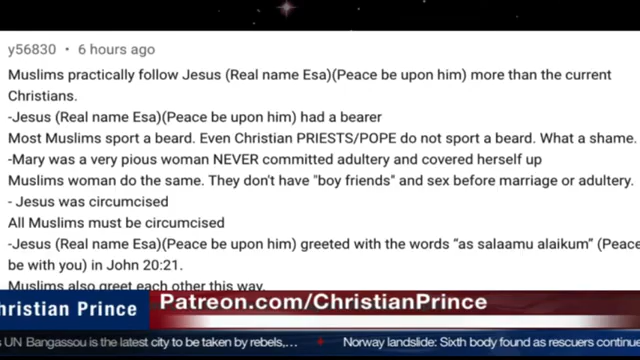 y56830 • 6 hours ago
Muslims practically follow Jesus (Real name Esa)(Peace be upon him) more than the current
Christians.
-Jesus (Real name Esa)(Peace be upon him) had a bearer
Most Muslims sport a beard. Even Christian PRIESTS/POPE do not sport a beard. What a shame.
-Mary was a very pious woman NEVER committed adultery and covered herself up
Muslims woman do the same. They don't have "boy friends" and sex before marriage or adultery.
- Jesus was circumcised
All Muslims must be circumcised
-Jesus (Real name Esa)(Peace be upon him) greeted with the words “as salaamu alaikum” (Peace
be with you) in John 20:21.
Muslims also greet each other this way.
hristian Prince
Patreon.com/ChristianPrince
s UN Bangassou is the latest city to be taken by rebels,... Norway landslide: Sixth body found as rescuers continue